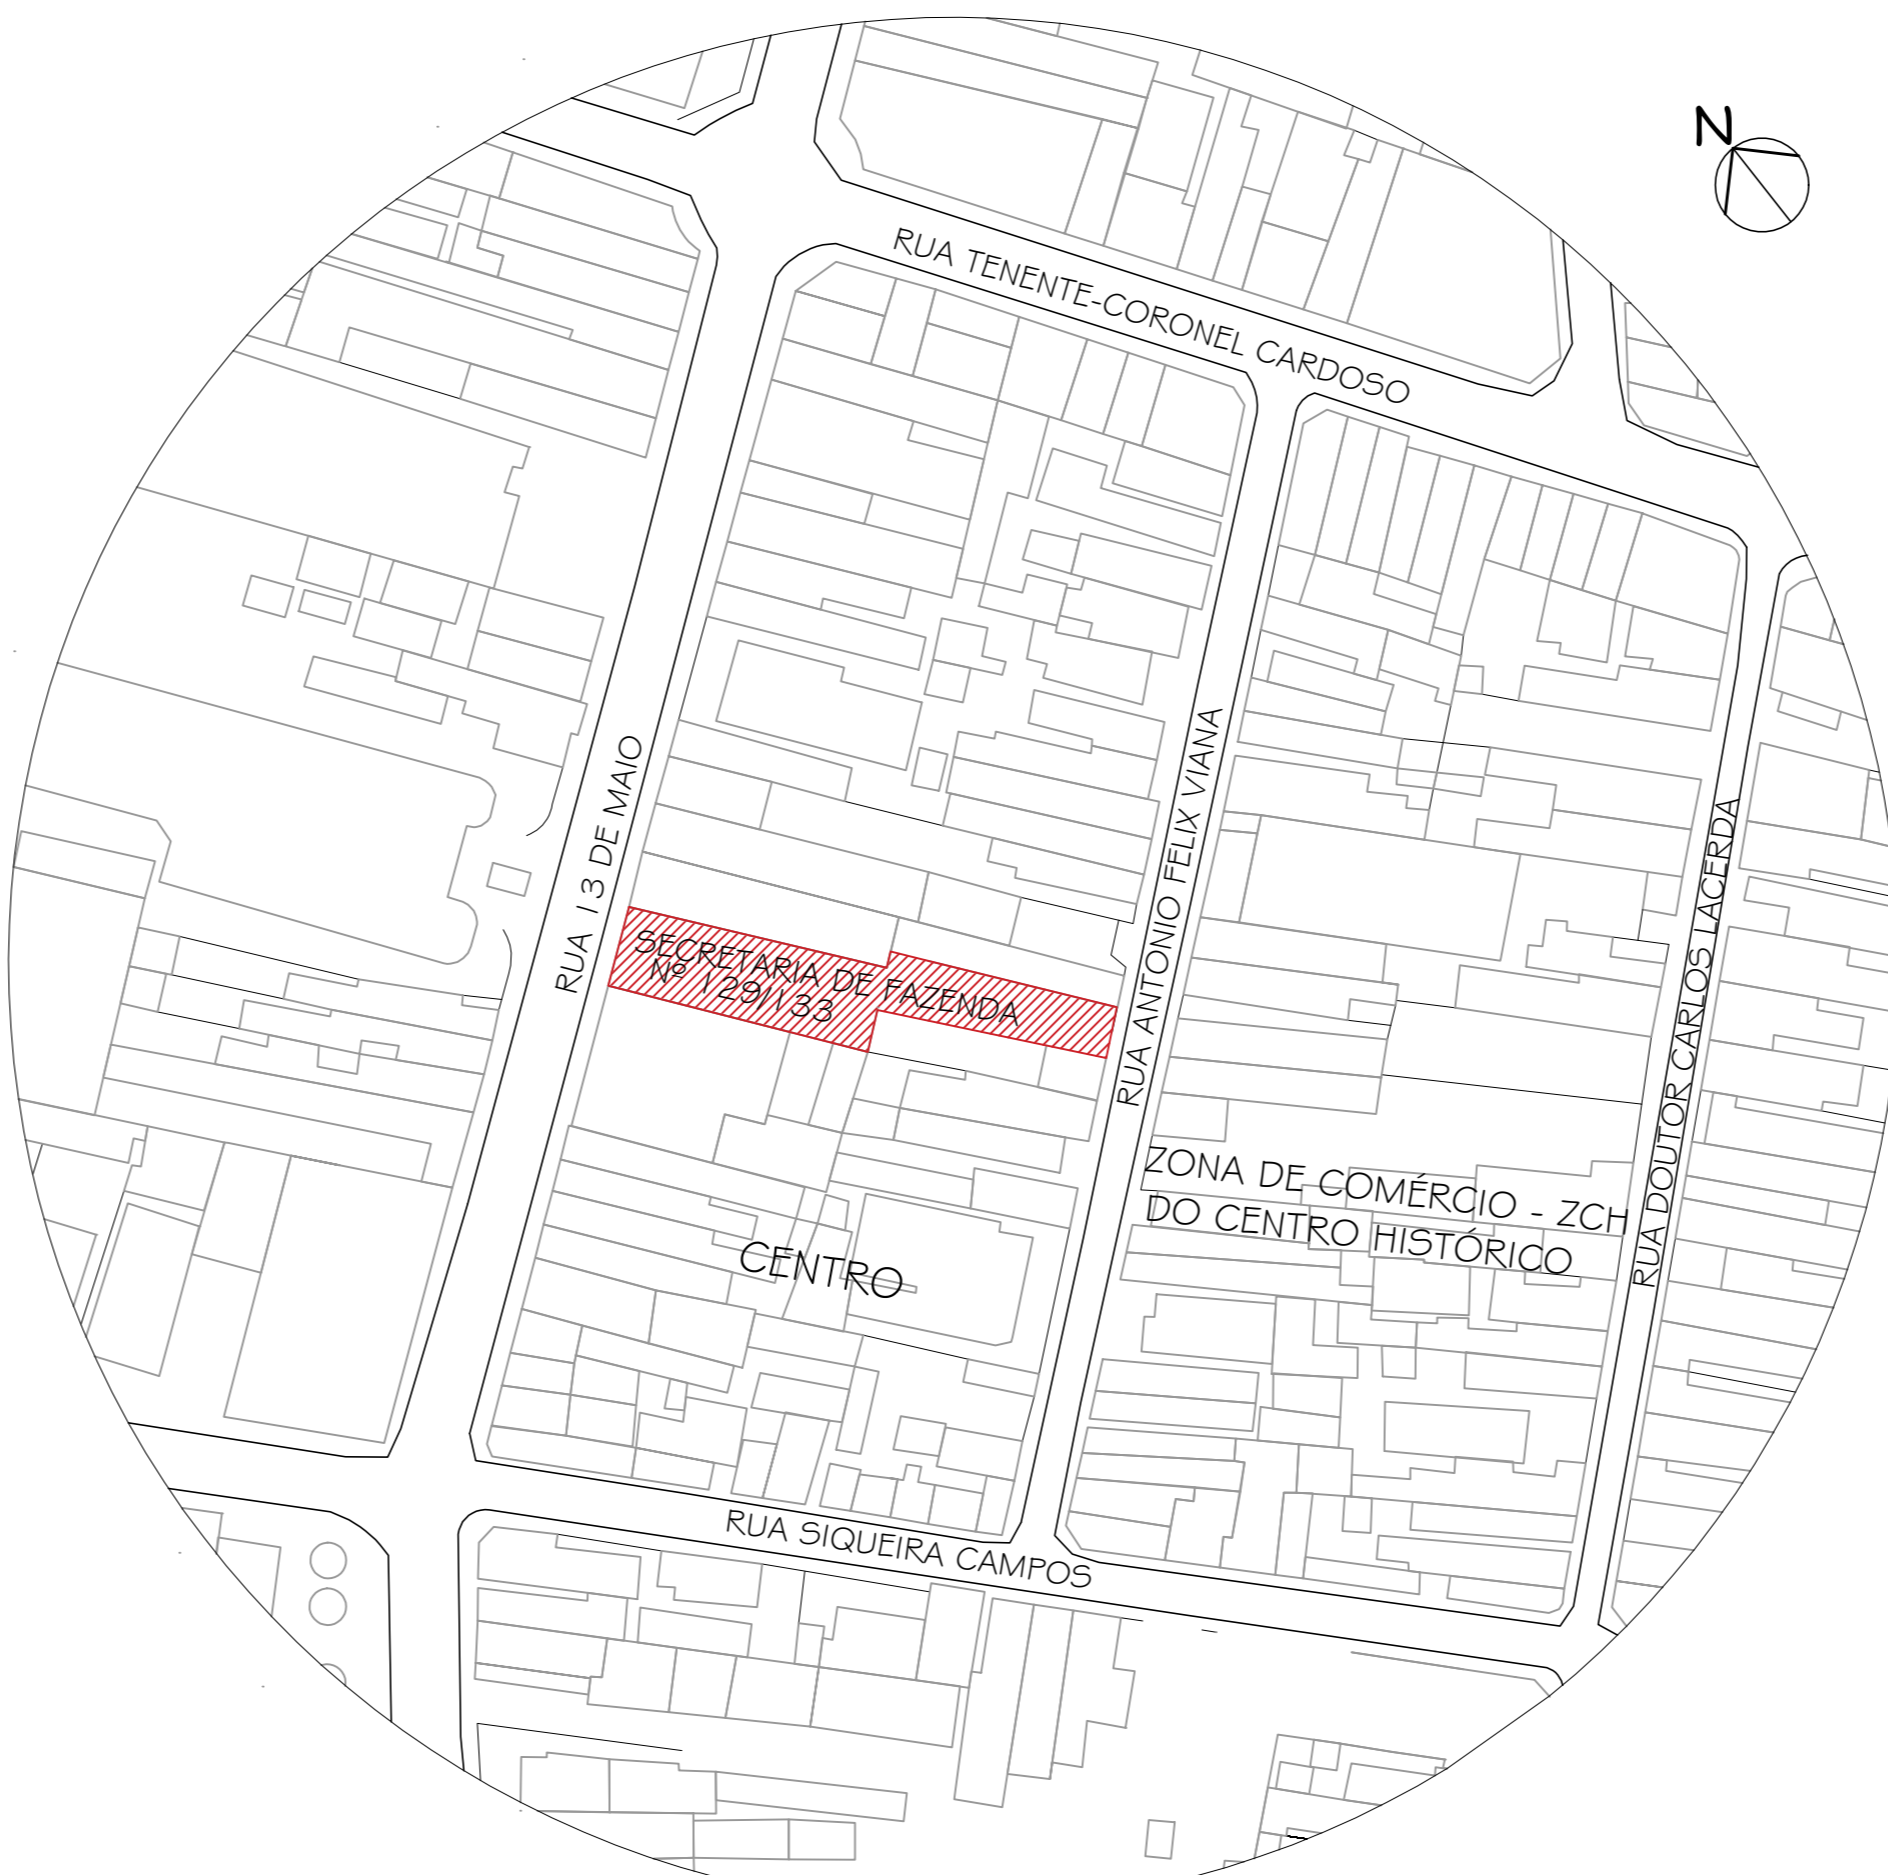 N
RUA TENENTE-CORONEL CARDOSO
RUA 13 DE MAIO
RUA ANTONIO FELIX VIANA
RUA DOUTOR CARLOS LACERDA
SECRETARIA DE FAZENDA
Nº 129/133
ZONA DE COMÉRCIO - ZCH
DO CENTRO HISTÓRICO
CENTRO
RUA SIQUEIRA CAMPOS